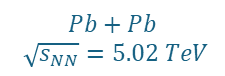 Pb + Pb
√S_NN = 5.02 TeV